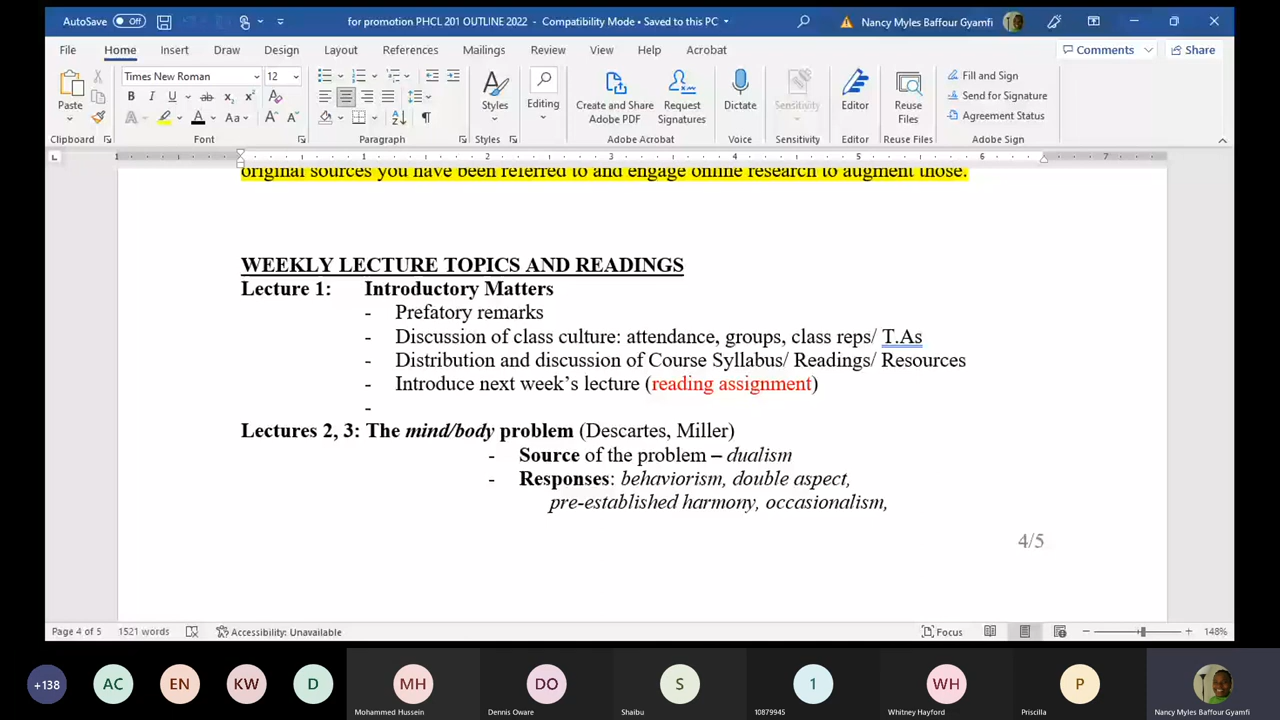 AutoSave Off for promotion PHCL 201 OUTLINE 2022 - Compatibility Mode • Saved to this PC Nancy Myles Baffour Gyamfi
File Home Insert Draw Design Layout References Mailings Review View Help Acrobat Comments Share
Times New Roman 12
Paste Styles Editing Create and Share Adobe PDF Request Signatures Dictate Sensitivity Editor Reuse Files Fill and Sign
Send for Signature
Agreement Status
Clipboard Font Paragraph Styles Adobe Acrobat Voice Sensitivity Editor Reuse Files Adobe Sign
1 1 2 3 4 5 6 7
original sources you have been referred to and engage online research to augment those.
WEEKLY LECTURE TOPICS AND READINGS
Lecture 1: Introductory Matters
- Prefatory remarks
- Discussion of class culture: attendance, groups, class reps/ T.As
- Distribution and discussion of Course Syllabus/ Readings/ Resources
- Introduce next week's lecture (reading assignment)
-
Lectures 2, 3: The mind/body problem (Descartes, Miller)
- Source of the problem – dualism
- Responses: behaviorism, double aspect,
pre-established harmony, occasionalism,
4/5
Page 4 of 5 1521 words Accessibility: Unavailable Focus 148%
+138 AC EN KW D MH DO S 1 WH P
Mohammed Hussein Dennis Oware Shaibu 10879945 Whitney Hayford Priscilla Nancy Myles Baffour Gyamfi